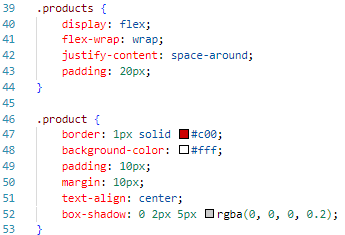 39 .products {
40 display: flex;
41 flex-wrap: wrap;
42 justify-content: space-around;
43 padding: 20px;
44 }
45
46 .product {
47 border: 1px solid #c00;
48 background-color: #fff;
49 padding: 10px;
50 margin: 10px;
51 text-align: center;
52 box-shadow: 0 2px 5px rgba(0, 0, 0, 0.2);
53 }